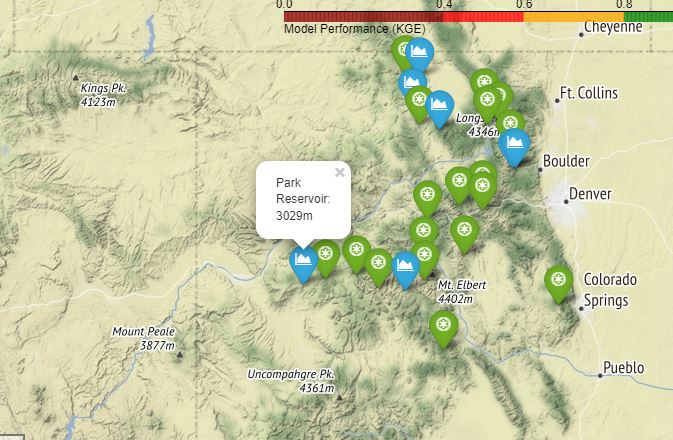 0.0
0.4
0.6
0.8
Model Performance (KGE)
Cheyenne
Kings Pk.
4123m
Ft. Collins
4346m
Boulder
Park
Reservoir:
3029m
×
Denver
Mt. Elbert
4402m
Colorado
Springs
Mount Peale
3877m
Uncompahgre Pk.
4361m
Pueblo